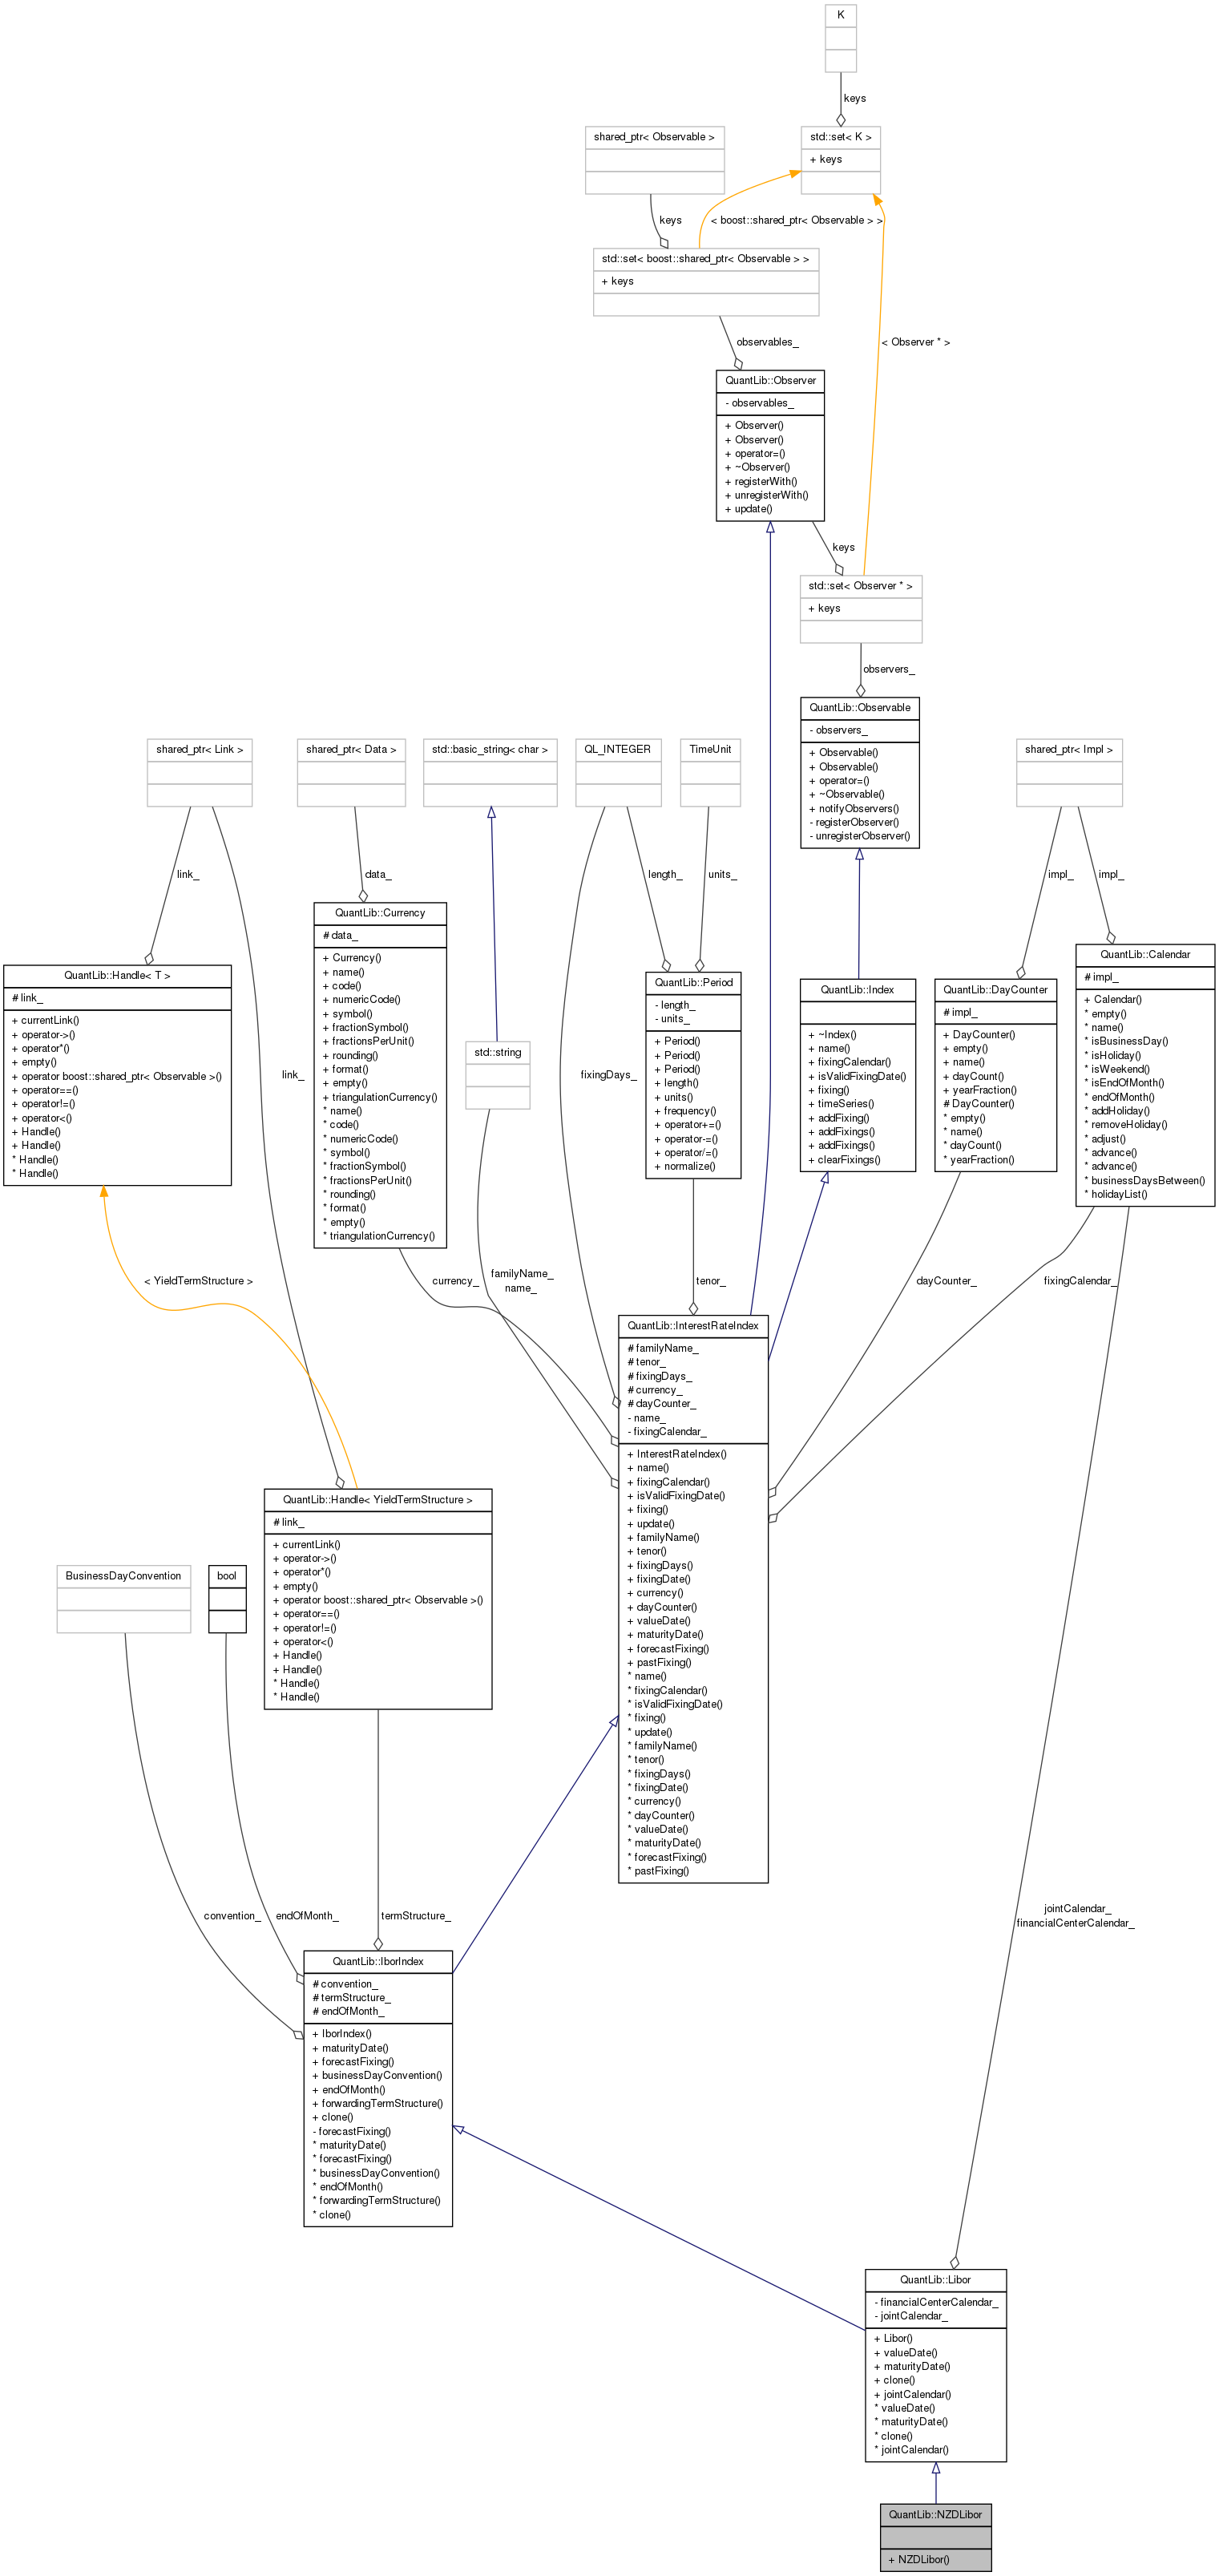 K
keys
std::set< K >
+ keys
shared_ptr< Observable >
keys
< boost::shared_ptr< Observable > >
std::set< boost::shared_ptr< Observable > >
+ keys
observables_
< Observer * >
QuantLib::Observer
- observables_
+ Observer()
+ Observer()
+ operator=()
+ ~Observer()
+ registerWith()
+ unregisterWith()
+ update()
keys
std::set< Observer * >
+ keys
observers_
QuantLib::Observable
- observers_
+ Observable()
+ Observable()
+ operator=()
+ ~Observable()
+ notifyObservers()
- registerObserver()
- unregisterObserver()
shared_ptr< Link >
shared_ptr< Data >
std::basic_string< char >
QL_INTEGER
TimeUnit
shared_ptr< Impl >
link_
data_
length_
units_
impl_
impl_
QuantLib::Handle< T >
# link_
+ currentLink()
+ operator->()
+ operator*()
+ empty()
+ operator boost::shared_ptr< Observable >()
+ operator==()
+ operator!=()
+ operator<()
+ Handle()
+ Handle()
* Handle()
* Handle()
link_
QuantLib::Currency
# data_
+ Currency()
+ name()
+ code()
+ numericCode()
+ symbol()
+ fractionSymbol()
+ fractionsPerUnit()
+ rounding()
+ format()
+ empty()
+ triangulationCurrency()
* name()
* code()
* numericCode()
* symbol()
* fractionSymbol()
* fractionsPerUnit()
* rounding()
* format()
* empty()
* triangulationCurrency()
std::string
fixingDays_
QuantLib::Period
- length_
- units_
+ Period()
+ Period()
+ Period()
+ length()
+ units()
+ frequency()
+ operator+=()
+ operator-=()
+ operator/=()
+ normalize()
QuantLib::Index
+ ~Index()
+ name()
+ fixingCalendar()
+ isValidFixingDate()
+ fixing()
+ timeSeries()
+ addFixing()
+ addFixings()
+ addFixings()
+ clearFixings()
QuantLib::DayCounter
# impl_
+ DayCounter()
+ empty()
+ name()
+ dayCount()
+ yearFraction()
# DayCounter()
* empty()
* name()
* dayCount()
* yearFraction()
QuantLib::Calendar
# impl_
+ Calendar()
* empty()
* name()
* isBusinessDay()
* isHoliday()
* isWeekend()
* isEndOfMonth()
* endOfMonth()
* addHoliday()
* removeHoliday()
* adjust()
* advance()
* advance()
* businessDaysBetween()
* holidayList()
< YieldTermStructure >
currency_
familyName_
name_
tenor_
dayCounter_
fixingCalendar_
QuantLib::InterestRateIndex
# familyName_
# tenor_
# fixingDays_
# currency_
# dayCounter_
- name_
- fixingCalendar_
+ InterestRateIndex()
+ name()
+ fixingCalendar()
+ isValidFixingDate()
+ fixing()
+ update()
+ familyName()
+ tenor()
+ fixingDays()
+ fixingDate()
+ currency()
+ dayCounter()
+ valueDate()
+ maturityDate()
+ forecastFixing()
+ pastFixing()
* name()
* fixingCalendar()
* isValidFixingDate()
* fixing()
* update()
* familyName()
* tenor()
* fixingDays()
* fixingDate()
* currency()
* dayCounter()
* valueDate()
* maturityDate()
* forecastFixing()
* pastFixing()
QuantLib::Handle< YieldTermStructure >
# link_
+ currentLink()
+ operator->()
+ operator*()
+ empty()
+ operator boost::shared_ptr< Observable >()
+ operator==()
+ operator!=()
+ operator<()
+ Handle()
+ Handle()
* Handle()
* Handle()
BusinessDayConvention
bool
convention_
endOfMonth_
termStructure_
jointCalendar_
financialCenterCalendar_
QuantLib::IborIndex
# convention_
# termStructure_
# endOfMonth_
+ IborIndex()
+ maturityDate()
+ forecastFixing()
+ businessDayConvention()
+ endOfMonth()
+ forwardingTermStructure()
+ clone()
- forecastFixing()
* maturityDate()
* forecastFixing()
* businessDayConvention()
* endOfMonth()
* forwardingTermStructure()
* clone()
QuantLib::Libor
- financialCenterCalendar_
- jointCalendar_
+ Libor()
+ valueDate()
+ maturityDate()
+ clone()
+ jointCalendar()
* valueDate()
* maturityDate()
* clone()
* jointCalendar()
QuantLib::NZDLibor
+ NZDLibor()